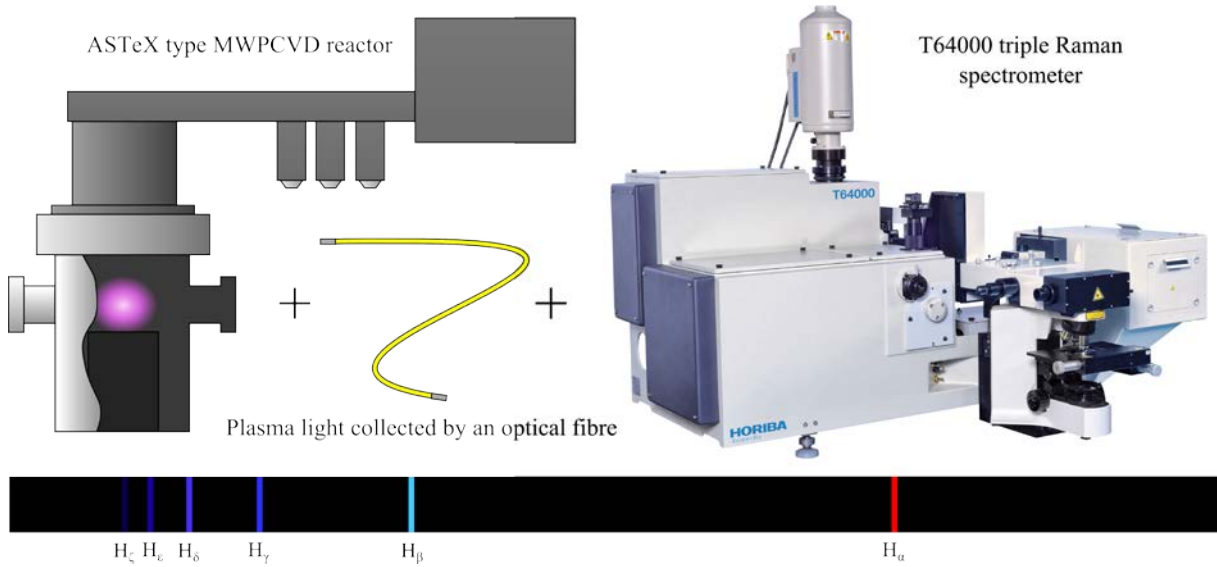 ASTeX type MWPCVD reactor
T64000 triple Raman
spectrometer
T64000
Plasma light collected by an optical fibre
HORIBA
Hζ Hε Hδ Hγ Hβ Hα